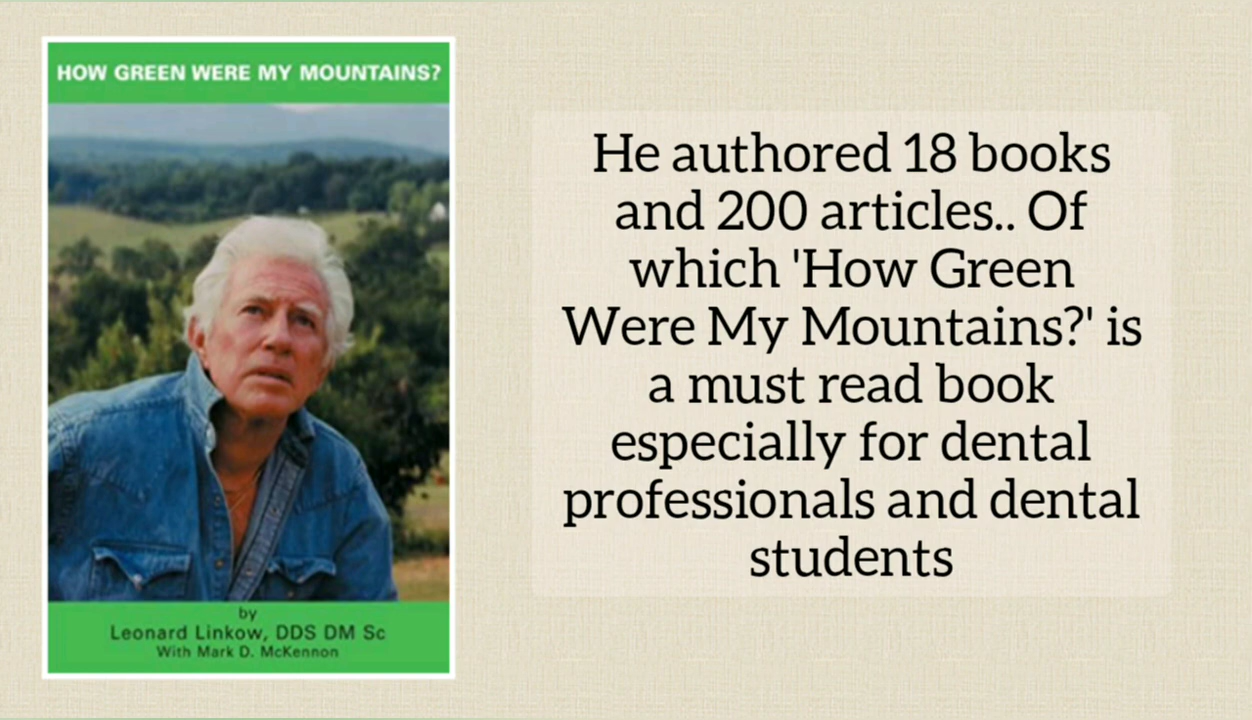 HOW GREEN WERE MY MOUNTAINS?
by
Leonard Linkow, DDS DM Sc
With Mark D. McKennon
He authored 18 books
and 200 articles.. Of
which 'How Green
Were My Mountains?' is
a must read book
especially for dental
professionals and dental
students